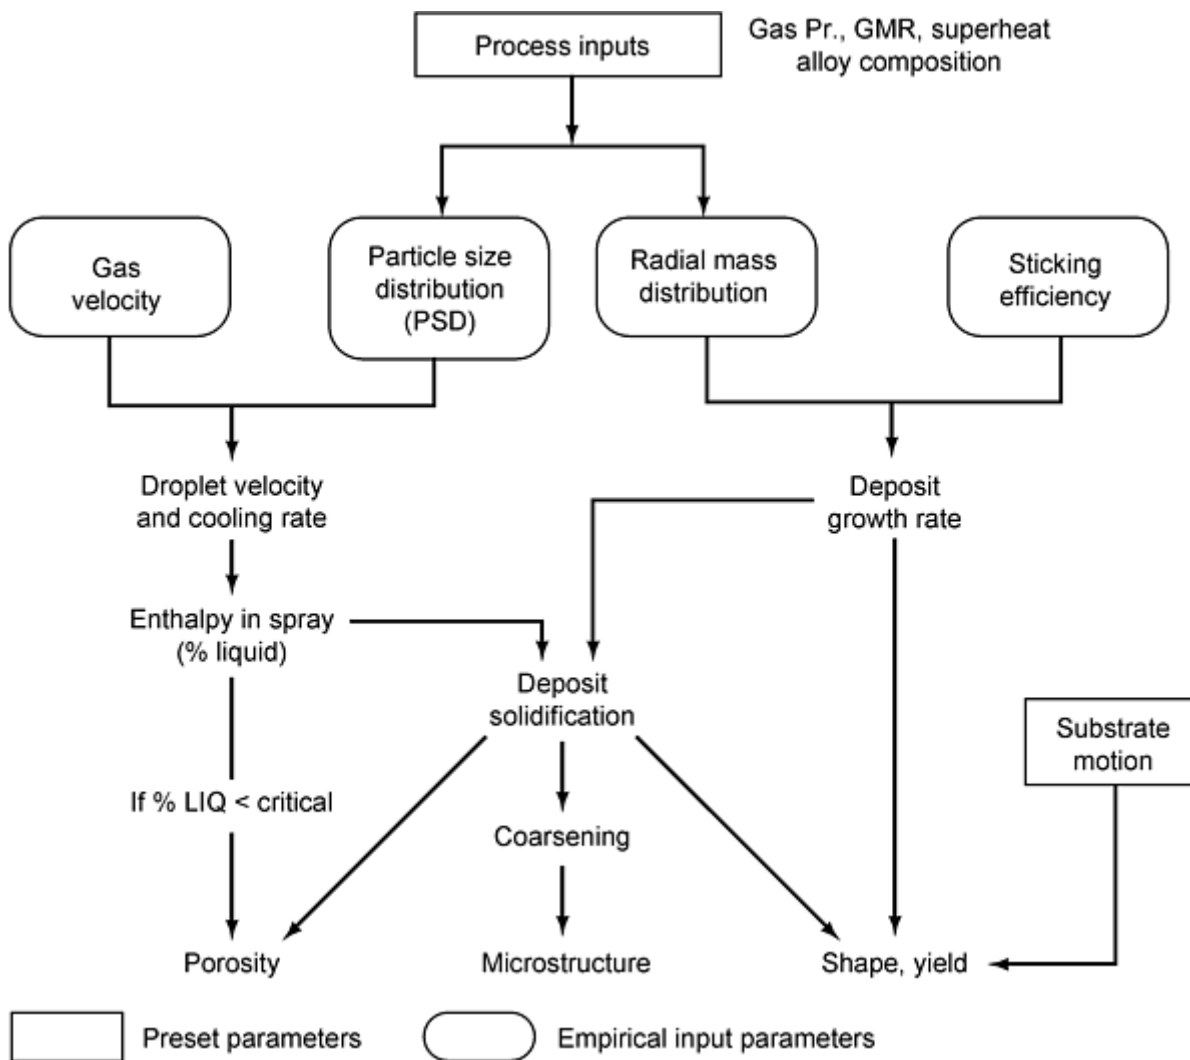 Process inputs
Gas Pr., GMR, superheat
alloy composition
Gas
velocity
Particle size
distribution
(PSD)
Radial mass
distribution
Sticking
efficiency
Droplet velocity
and cooling rate
Deposit
growth rate
Enthalpy in spray
(% liquid)
Deposit
solidification
Substrate
motion
If % LIQ < critical
Coarsening
Porosity
Microstructure
Shape, yield
Preset parameters
Empirical input parameters